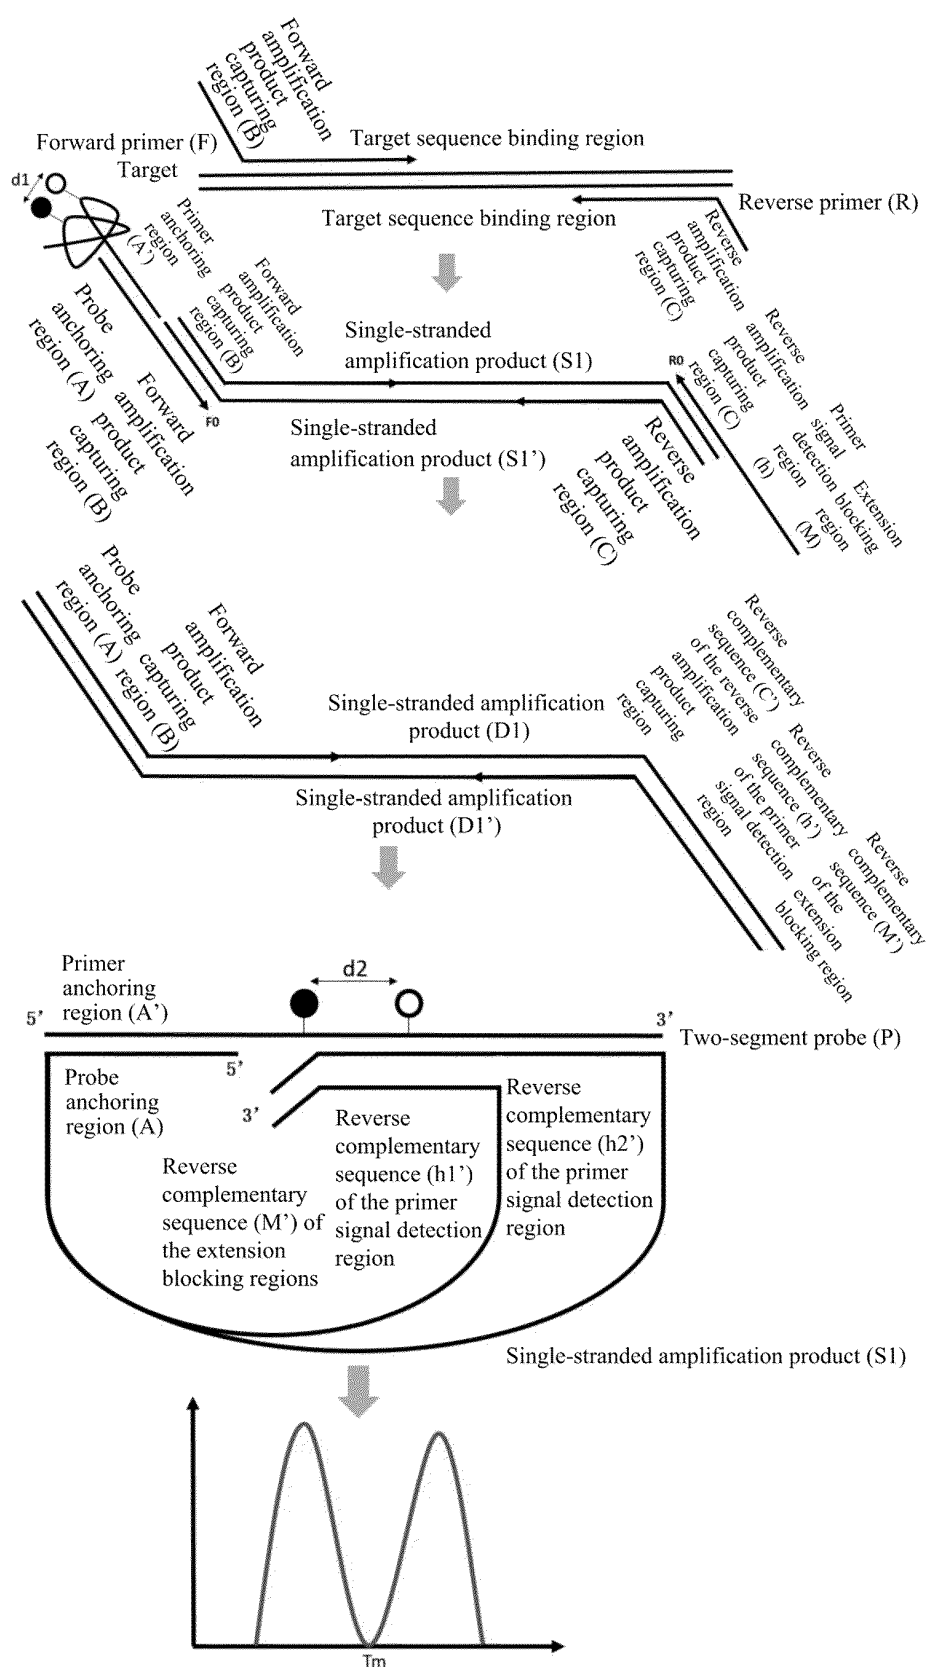 Forward
amplification
product
capturing
region (B)
Forward primer (F)
Target
Target sequence binding region
d1
Target sequence binding region
Reverse primer (R)
Primer
anchoring
region
(A')
Forward
amplification
product
capturing
region (B)
Reverse
amplification
product
capturing
region (C)
Probe
anchoring
region (A)
Forward
amplification
product
capturing
region (B)
F0
Single-stranded
amplification product (S1)
Single-stranded
amplification product (S1')
R0
Reverse
amplification
product
capturing
region (C)
Reverse
amplification
product
capturing
region (C)
Primer
signal
detection
region
(h)
Extension
blocking
region
(M)
Probe
anchoring
region (A)
Forward
amplification
product
capturing
region (B)
Single-stranded amplification
product (D1)
Single-stranded amplification
product (D1')
Reverse
complementary
sequence (C')
of the reverse
amplification
product
capturing
region
Reverse
complementary
sequence (h')
of the primer
signal detection
region
Reverse
complementary
sequence (M')
of the
extension
blocking region
Primer
anchoring
region (A')
5'
d2
3'
Two-segment probe (P)
5'
Probe
anchoring
region (A)
3'
Reverse
complementary
sequence (M') of
the extension
blocking regions
Reverse
complementary
sequence (h1')
of the primer
signal detection
region
Reverse
complementary
sequence (h2')
of the primer
signal detection
region
Single-stranded amplification product (S1)
Tm